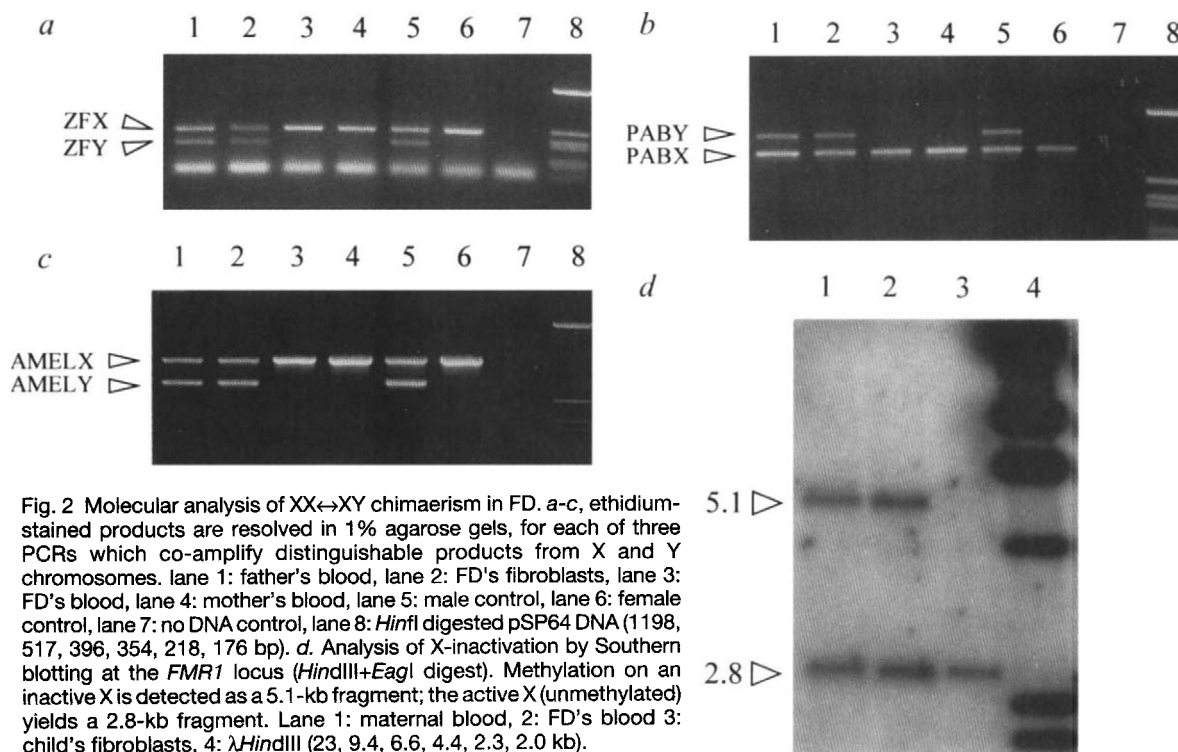 a
1 2 3 4 5 6 7 8
ZFX
ZFY
b
1 2 3 4 5 6 7 8
PABY
PABX
c
1 2 3 4 5 6 7 8
AMELX
AMELY
d
1 2 3 4
5.1
2.8
Fig. 2 Molecular analysis of XX↔XY chimaerism in FD. a-c, ethidium-
stained products are resolved in 1% agarose gels, for each of three
PCRs which co-amplify distinguishable products from X and Y
chromosomes. lane 1: father's blood, lane 2: FD's fibroblasts, lane 3:
FD's blood, lane 4: mother's blood, lane 5: male control, lane 6: female
control, lane 7: no DNA control, lane 8: HinfI digested pSP64 DNA (1198,
517, 396, 354, 218, 176 bp). d. Analysis of X-inactivation by Southern
blotting at the FMR1 locus (HindIII+EagI digest). Methylation on an
inactive X is detected as a 5.1-kb fragment; the active X (unmethylated)
yields a 2.8-kb fragment. Lane 1: maternal blood, 2: FD's blood 3:
child's fibroblasts, 4: λHindIII (23, 9.4, 6.6, 4.4, 2.3, 2.0 kb).